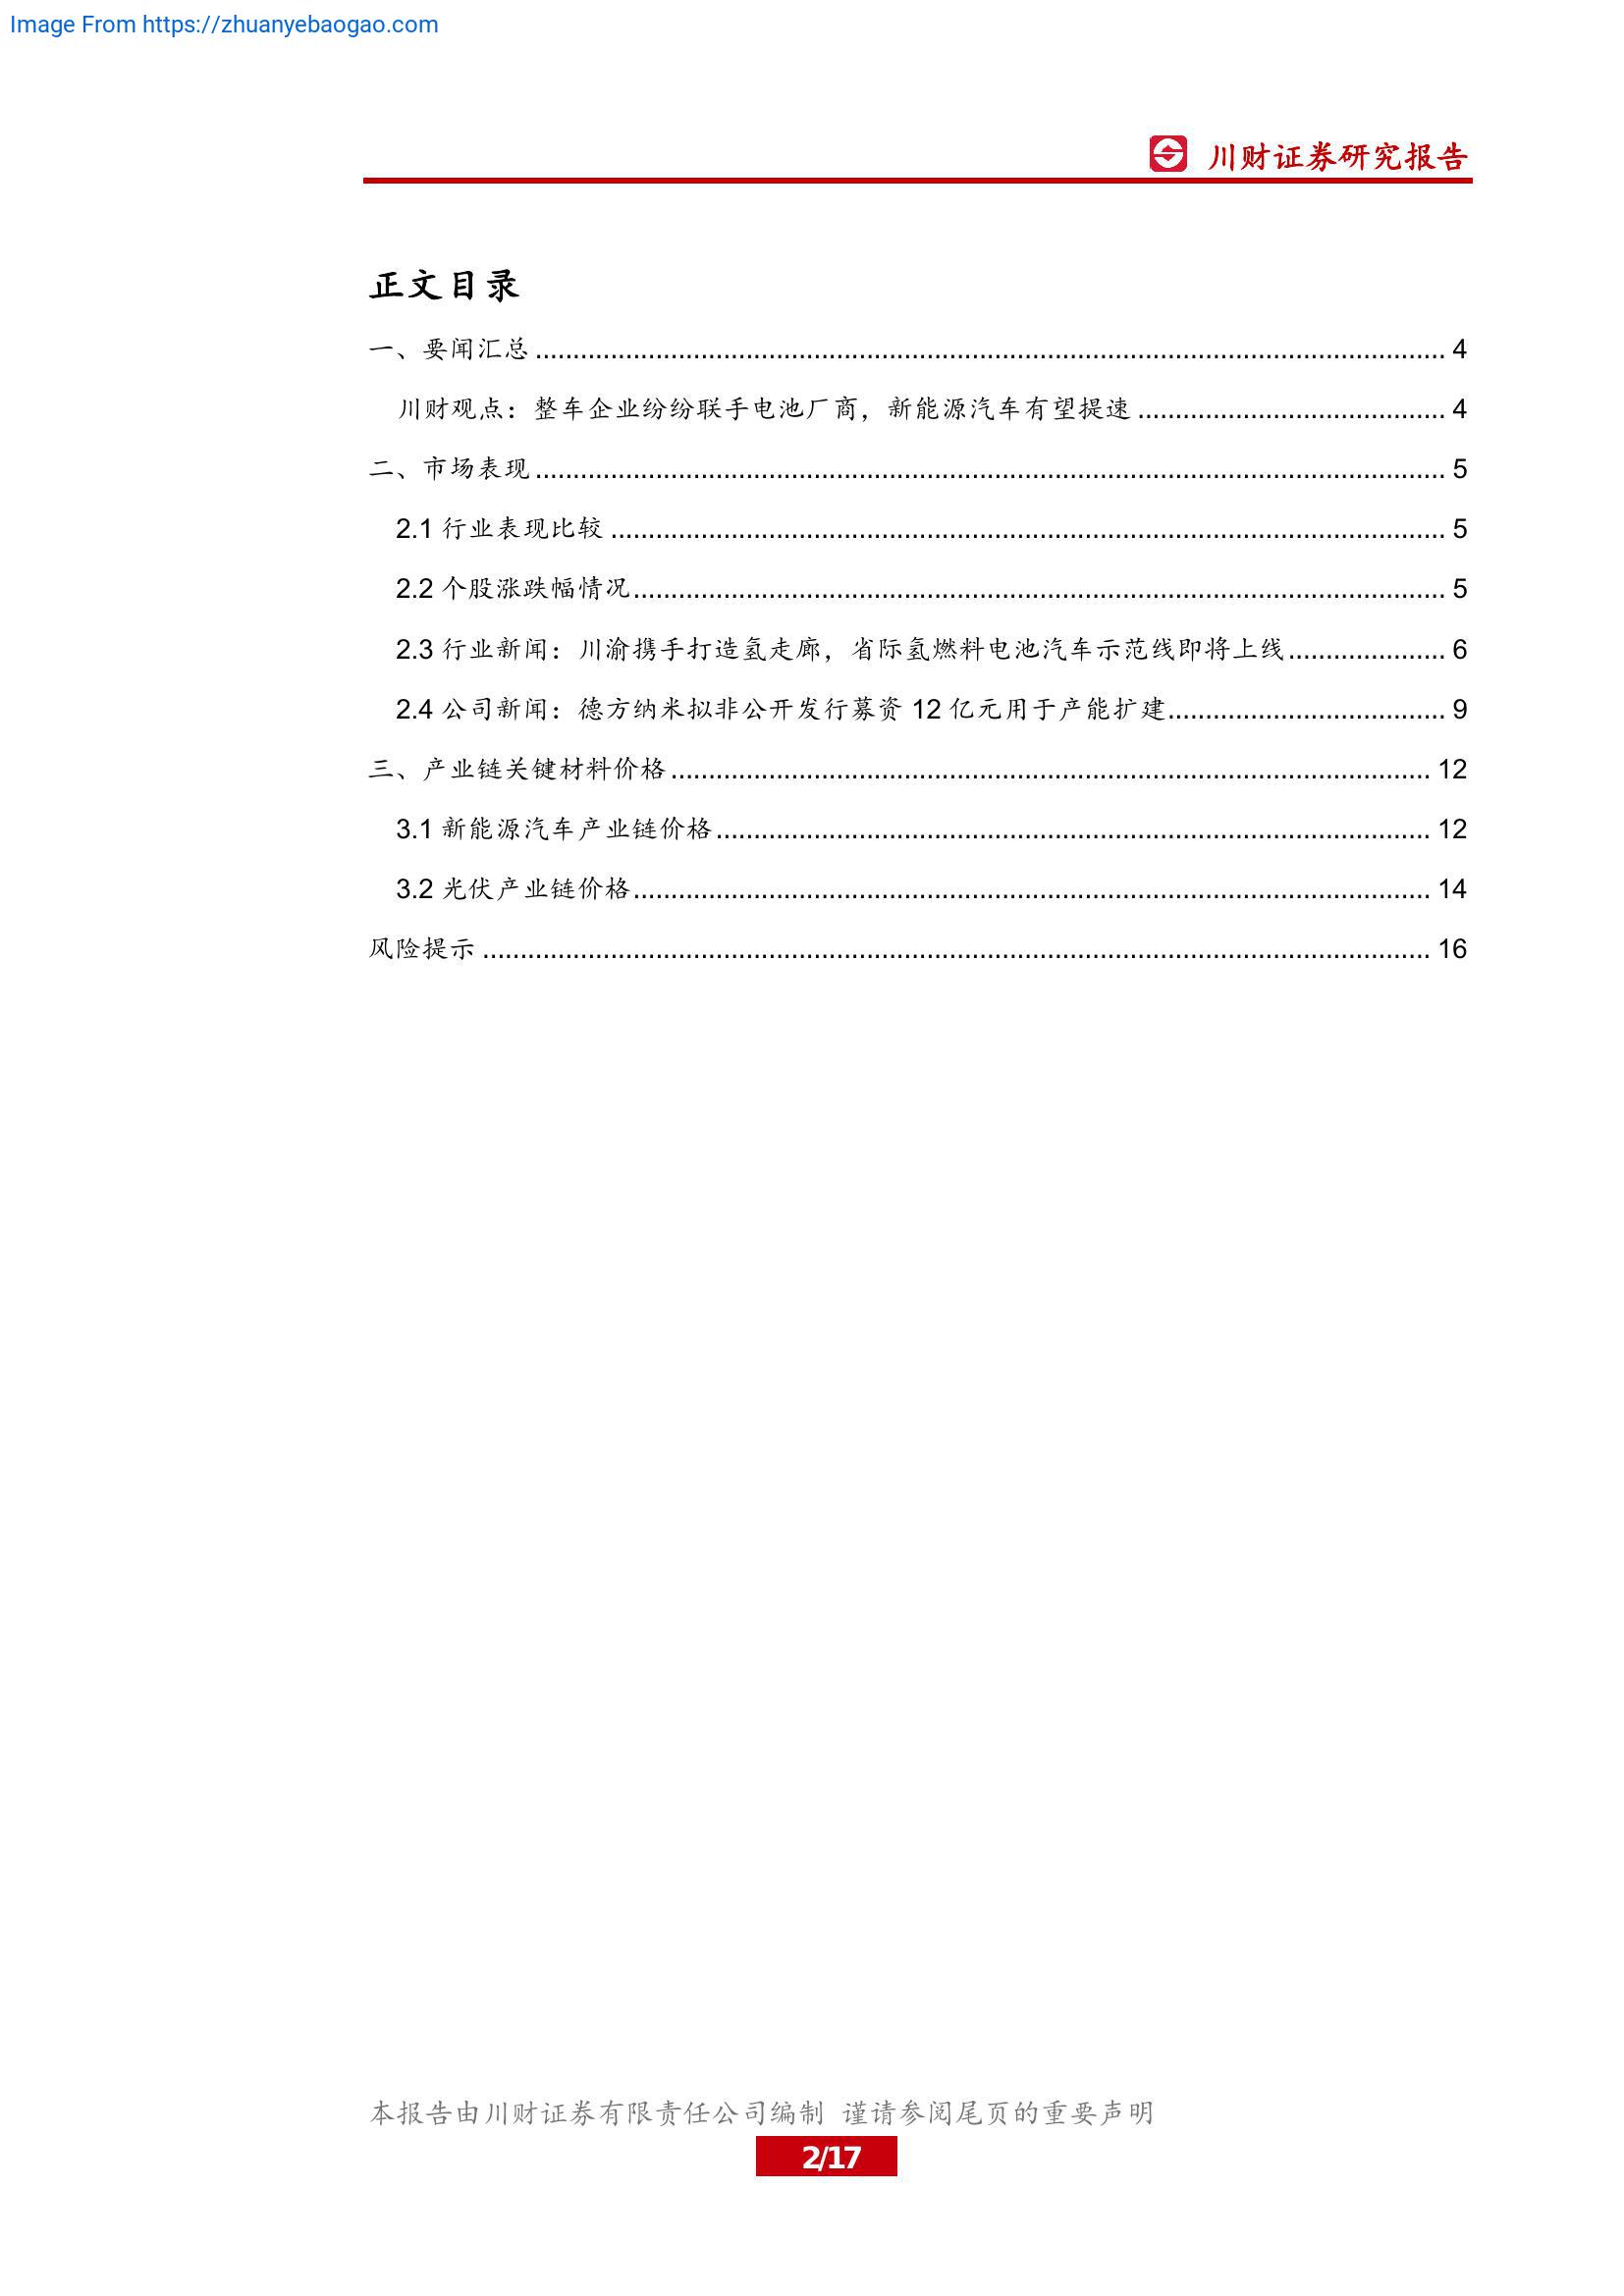 Image From https://zhuanyebaogao.com
川财证券研究报告
正文目录
一、要闻汇总 4
川财观点：整车企业纷纷联手电池厂商，新能源汽车有望提速 4
二、市场表现 5
2.1 行业表现比较 5
2.2 个股涨跌幅情况 5
2.3 行业新闻：川渝携手打造氢走廊，省际氢燃料电池汽车示范线即将上线 6
2.4 公司新闻：德方纳米拟非公开发行募资 12 亿元用于产能扩建 9
三、产业链关键材料价格 12
3.1 新能源汽车产业链价格 12
3.2 光伏产业链价格 14
风险提示 16
本报告由川财证券有限责任公司编制 谨请参阅尾页的重要声明
2/17